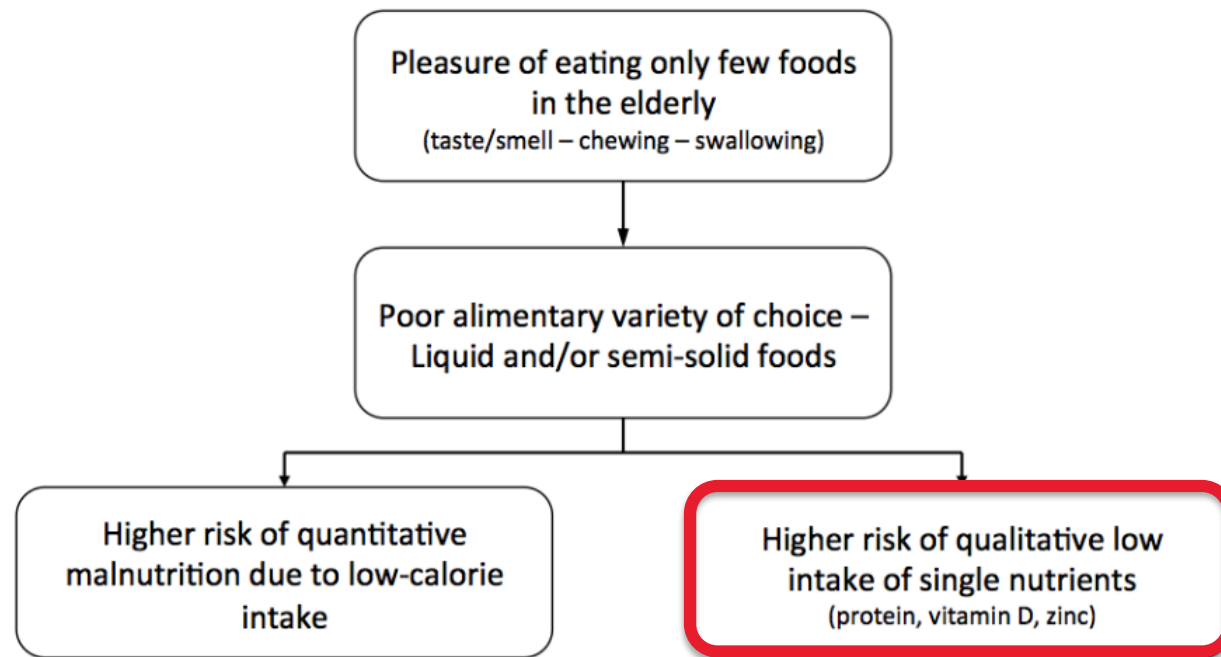 Pleasure of eating only few foods
in the elderly
(taste/smell – chewing – swallowing)
Poor alimentary variety of choice –
Liquid and/or semi-solid foods
Higher risk of quantitative
malnutrition due to low-calorie
intake
Higher risk of qualitative low
intake of single nutrients
(protein, vitamin D, zinc)